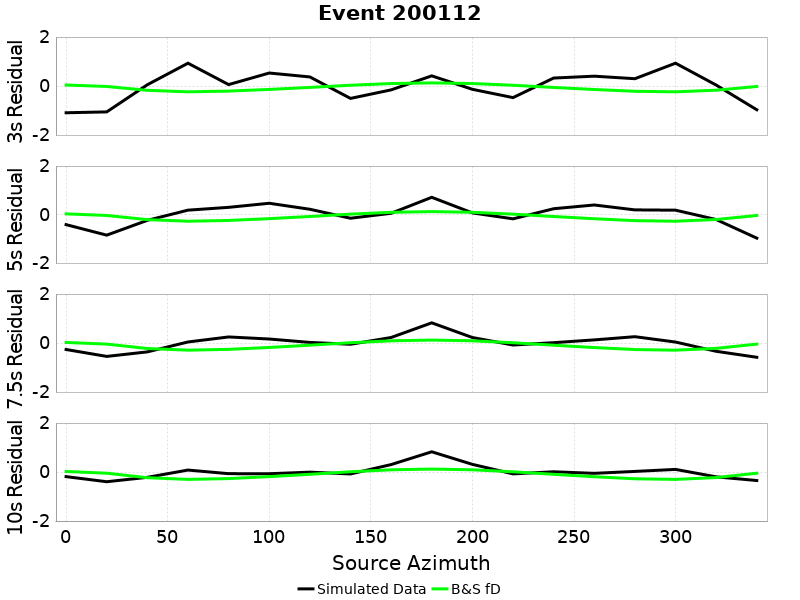 Event 200112
3s Residual
2
0
-2
5s Residual
2
0
-2
7.5s Residual
2
0
-2
10s Residual
2
0
-2
0 50 100 150 200 250 300
Source Azimuth
Simulated Data B&S fD